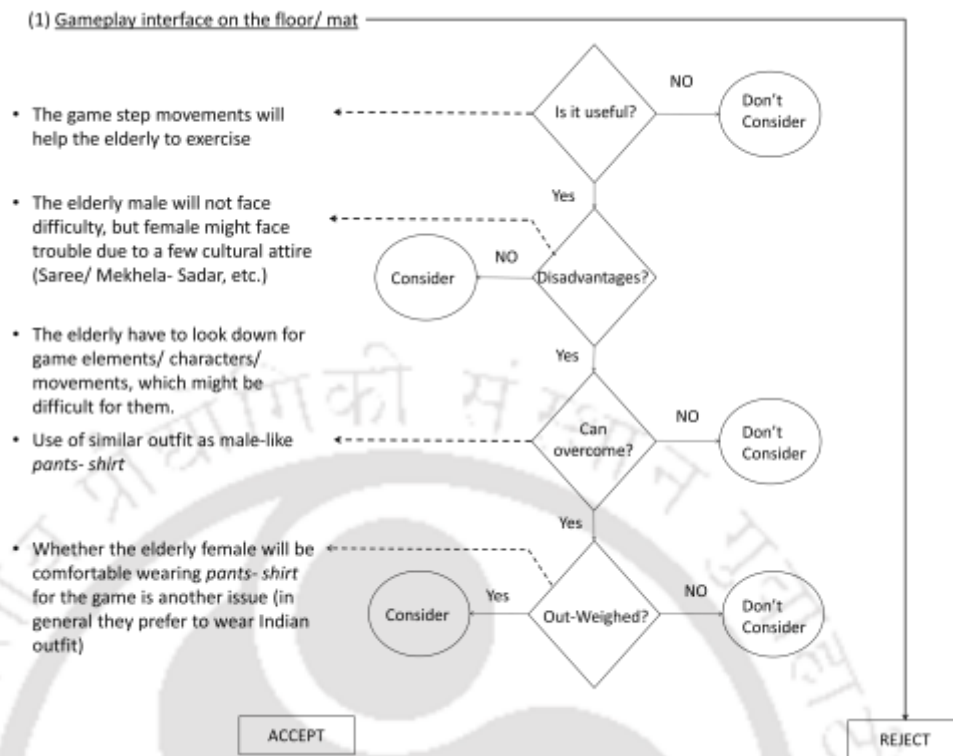 (1) Gameplay interface on the floor/ mat
• The game step movements will
help the elderly to exercise
Is it useful?
NO
Don't
Consider
Yes
• The elderly male will not face
difficulty, but female might face
trouble due to a few cultural attire
(Saree/ Mekhela- Sadar, etc.)
Consider
NO
Disadvantages?
Yes
• The elderly have to look down for
game elements/ characters/
movements, which might be
difficult for them.
• Use of similar outfit as male-like
pants- shirt
Can
overcome?
NO
Don't
Consider
Yes
• Whether the elderly female will be
comfortable wearing pants- shirt
for the game is another issue (in
general they prefer to wear Indian
outfit)
Consider
Yes
Out-Weighed?
NO
Don't
Consider
ACCEPT
REJECT
प्रौद्योगिकी संस्थान